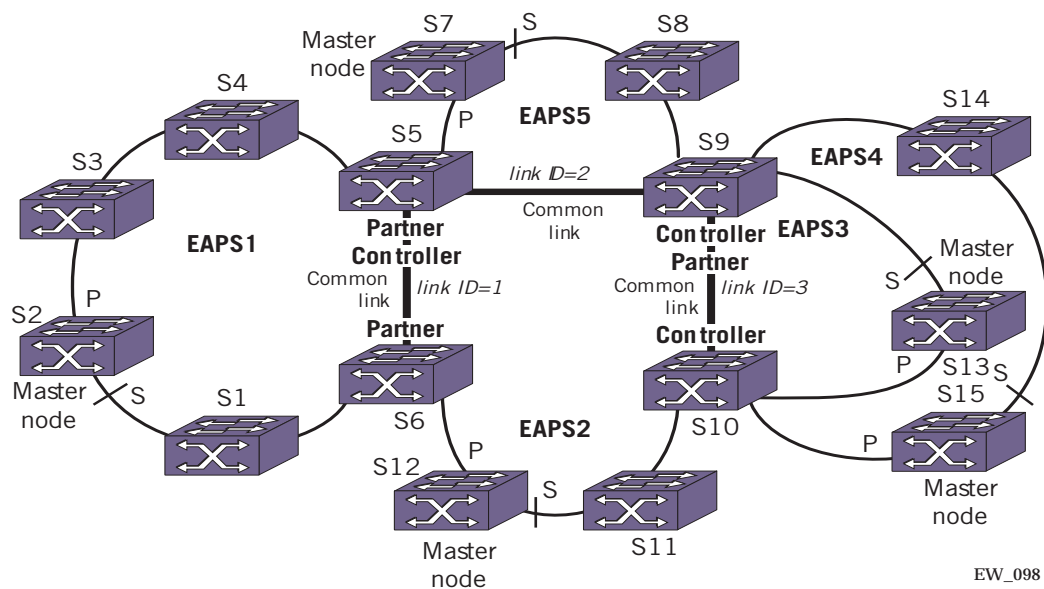 S7
S
S8
Master
node
S14
S4
P
EAPS5
S5
S9
EAPS4
S3
link ID=2
Common
link
Partner
Controller
EAPS1
Controller
Partner
EAPS3
Common
link
link ID=1
Common
link
link ID=3
Master
node
S
P
S2
Partner
Controller
Master
node
S
S1
S6
EAPS2
S10
P
S13
S
S15
P
P
S12
S
S11
Master
node
Master
node
EW_098